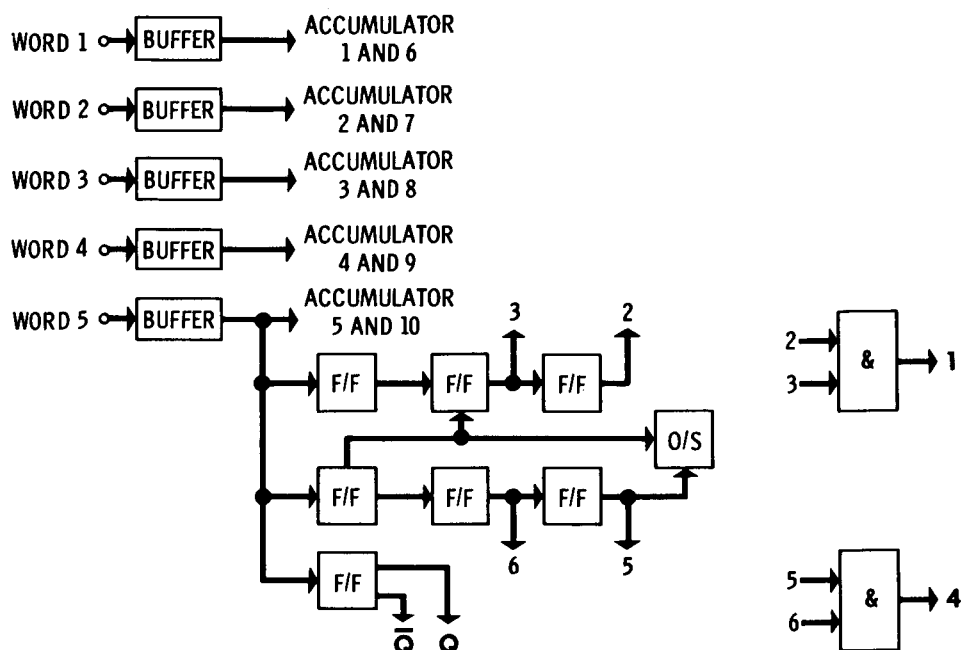 WORD 1 BUFFER ACCUMULATOR
1 AND 6
WORD 2 BUFFER ACCUMULATOR
2 AND 7
WORD 3 BUFFER ACCUMULATOR
3 AND 8
WORD 4 BUFFER ACCUMULATOR
4 AND 9
WORD 5 BUFFER ACCUMULATOR
5 AND 10
3 2
F/F F/F F/F
O/S
F/F F/F F/F
6 5
F/F
Q̅ Q
2
3
& 1
5
6
& 4